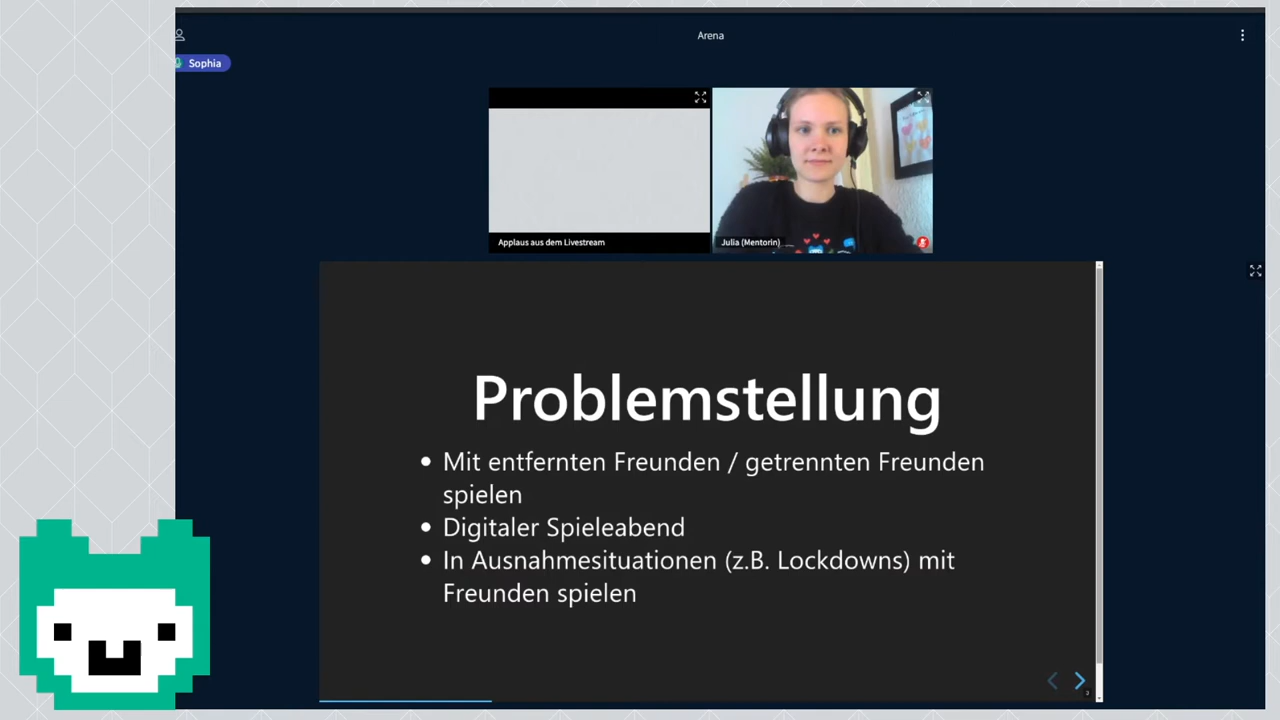 Arena
Sophia
Applaus aus dem Livestream
Julia (Mentorin)
Problemstellung
• Mit entfernten Freunden / getrennten Freunden
spielen
• Digitaler Spieleabend
• In Ausnahmesituationen (z.B. Lockdowns) mit
Freunden spielen